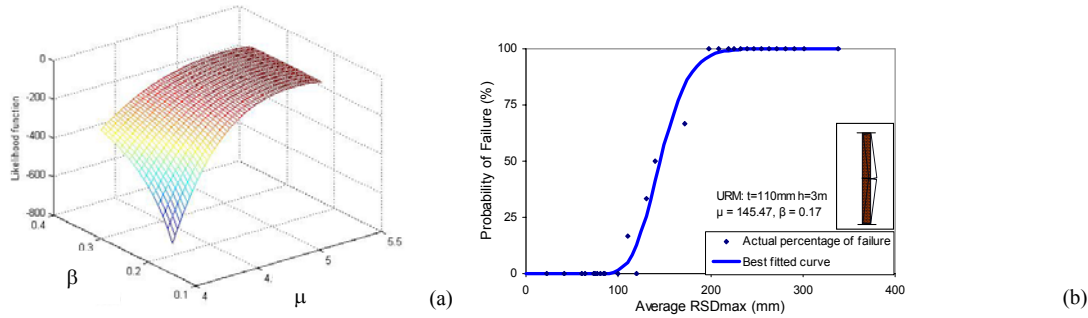 0
-200
-400
-600
-800
Likelihood function
0.4
0.3
0.2
0.1
β
4
4.
5
5.5
μ
(a)
100
75
50
25
0
Probability of Failure (%)
0
100
200
300
400
Average RSDmax (mm)
URM: t=110mm h=3m
μ = 145.47, β = 0.17
Actual percentage of failure
Best fitted curve
(b)